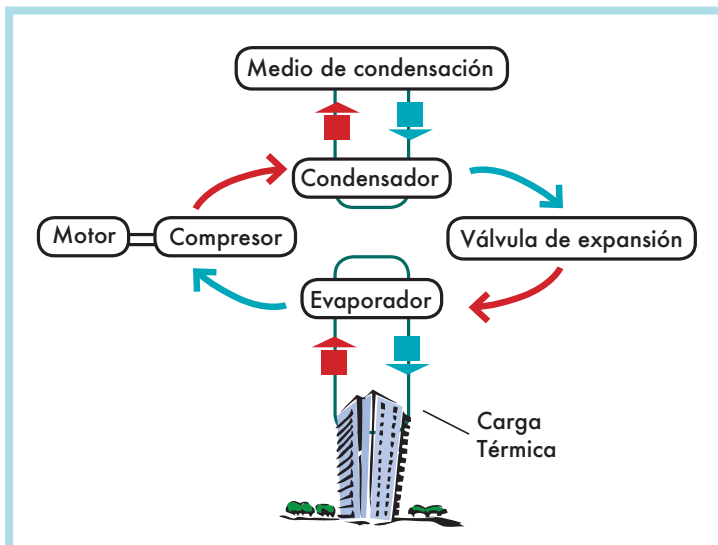 Medio de condensación
Condensador
Motor
Compresor
Válvula de expansión
Evaporador
Carga
Térmica